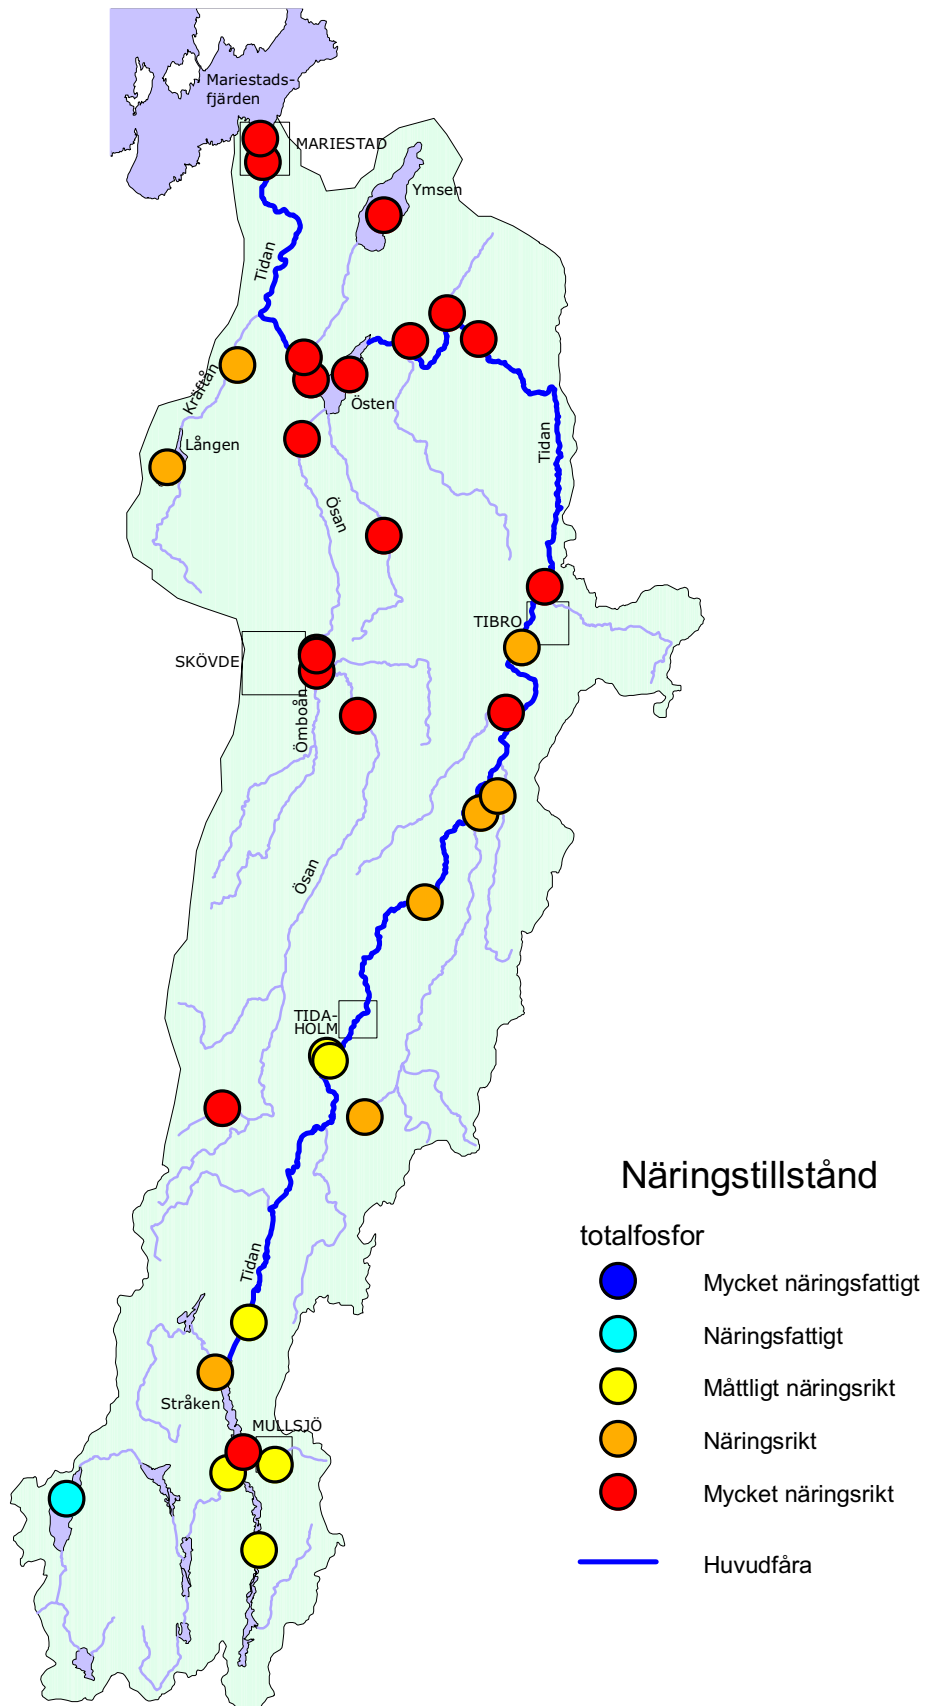 Mariestads-
fjärden
MARIESTAD
Ymsen
Tidan
Kräftån
Östen
Lången
Tidan
Ösan
TIBRO
SKÖVDE
Ömboån
Ösan
TIDA-
HOLM
Tidan
Stråken
MULLSJÖ
Näringstillstånd
totalfosfor
Mycket näringsfattigt
Näringsfattigt
Måttligt näringsrikt
Näringsrikt
Mycket näringsrikt
Huvudfåra